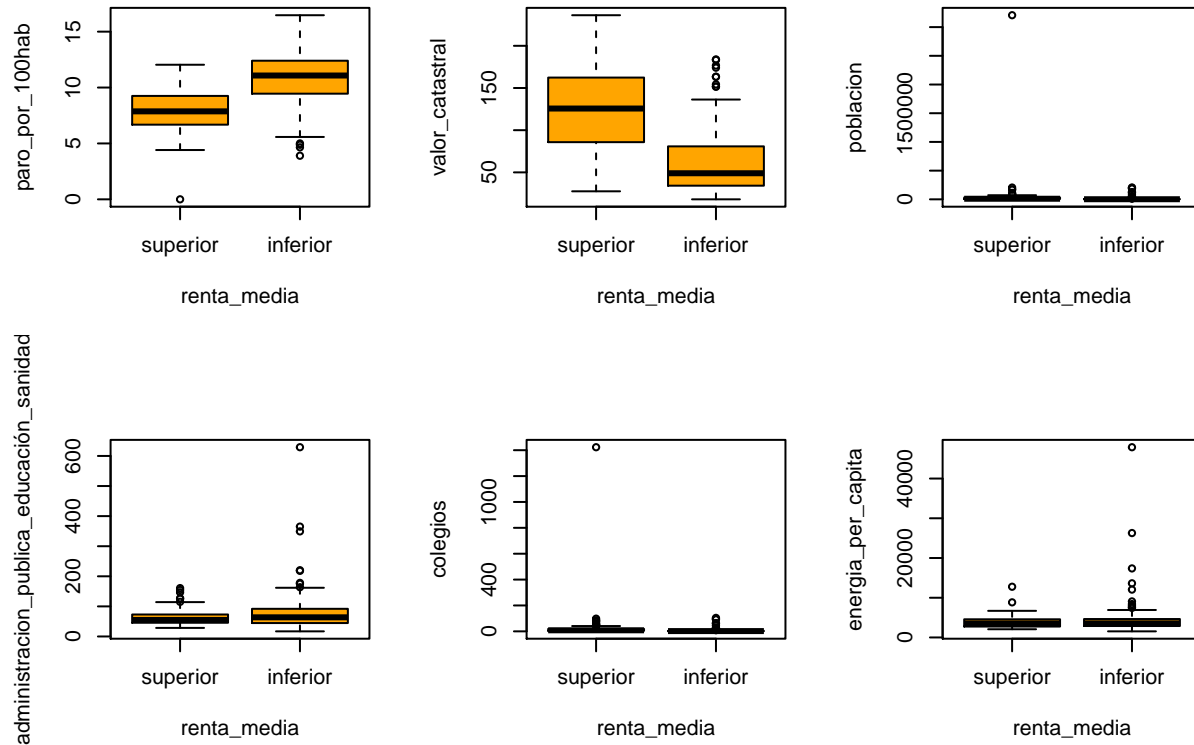 paro_por_100hab
15
10
5
0
superior inferior
renta_media
valor_catastral
150
50
superior inferior
renta_media
poblacion
1500000
0
superior inferior
renta_media
administracion_publica_educación_sanidad
600
400
200
0
superior inferior
renta_media
colegios
1000
400
0
superior inferior
renta_media
energia_per_capita
40000
20000
0
superior inferior
renta_media